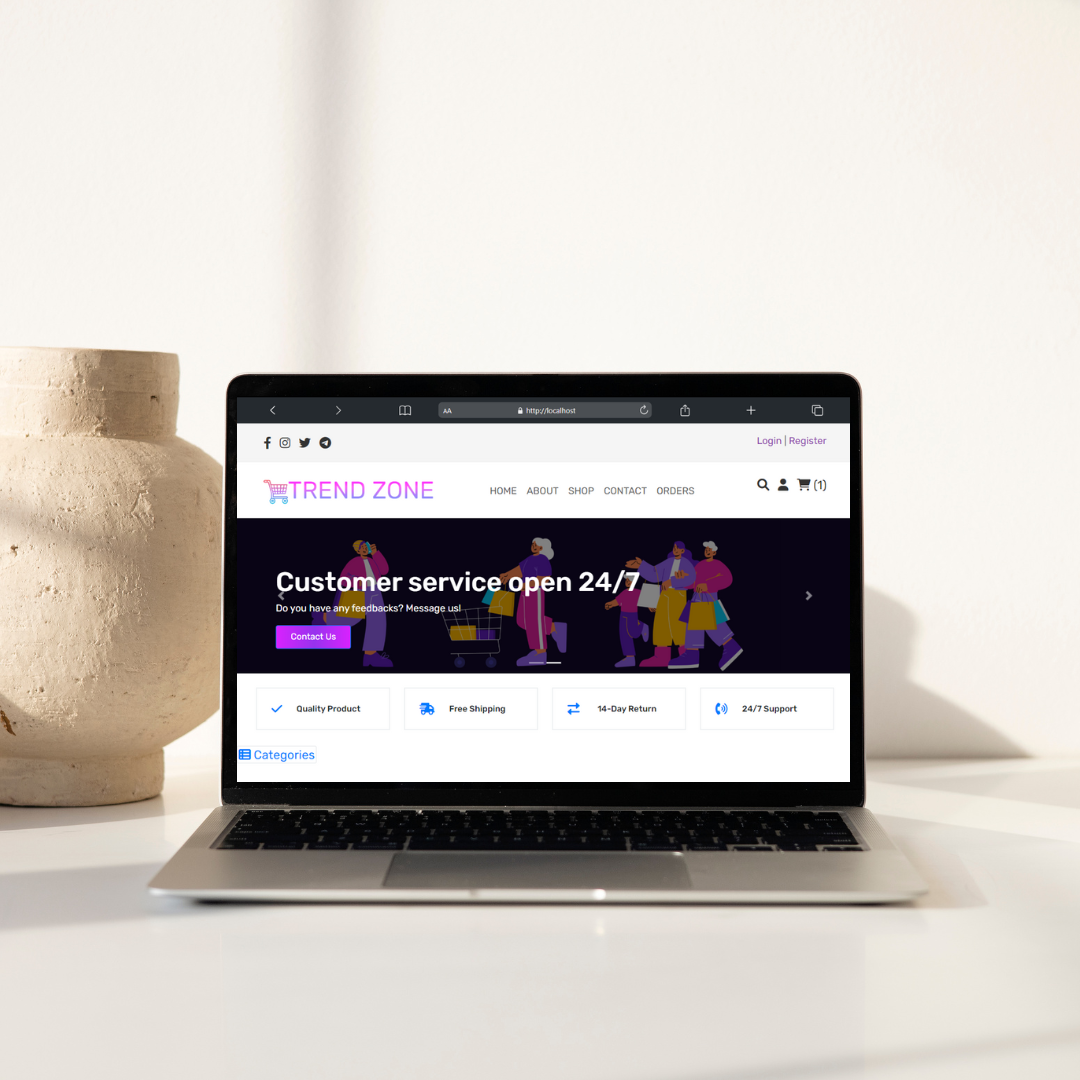 AA http://localhost
Login | Register
TREND ZONE
HOME ABOUT SHOP CONTACT ORDERS
(1)
Customer service open 24/7
Do you have any feedbacks? Message us!
Contact Us
Quality Product
Free Shipping
14-Day Return
24/7 Support
Categories